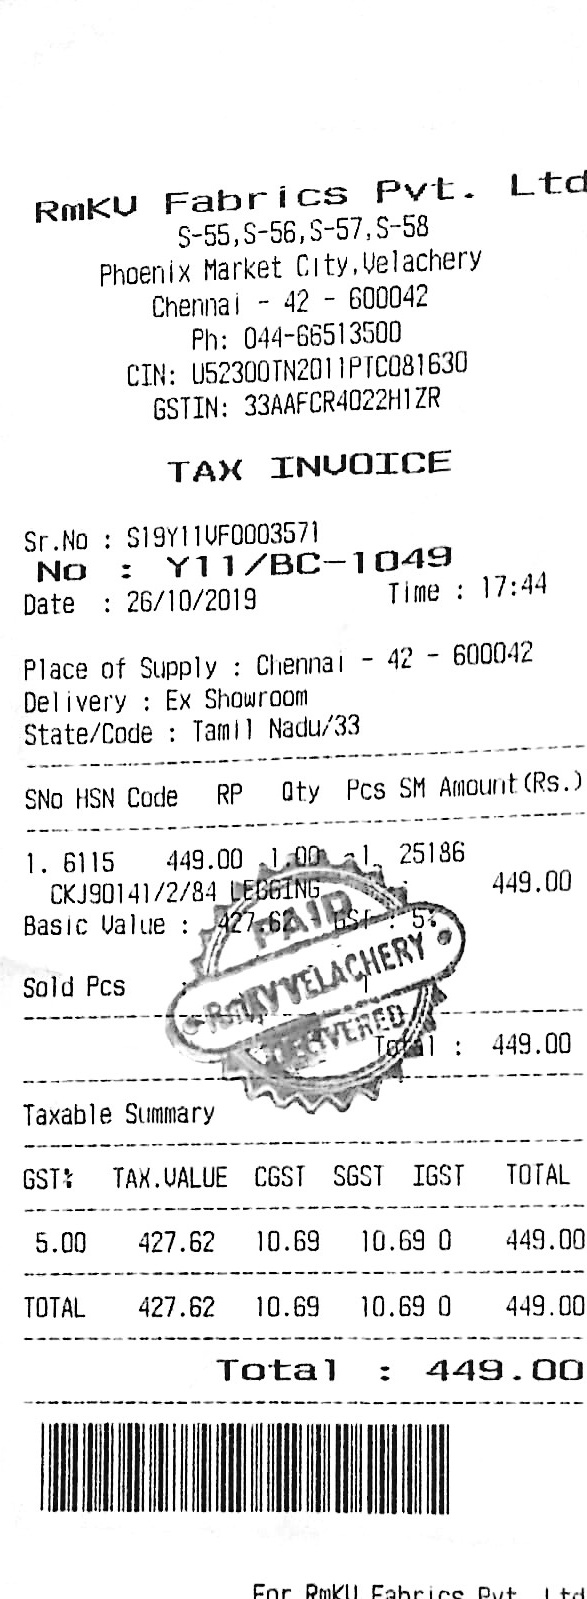 RmKV Fabrics Pvt. Ltd
S-55,S-56,S-57,S-58
Phoenix Market City,Velachery
Chennai - 42 - 600042
Ph: 044-66513500
CIN: U52300TN2011PTC081630
GSTIN: 33AAFCR4022H1ZR
TAX INVOICE
Sr.No : S19Y11VF0003571
No : Y11/BC-1049
Date : 26/10/2019 Time : 17:44
Place of Supply : Chennai - 42 - 600042
Delivery : Ex Showroom
State/Code : Tamil Nadu/33
SNo HSN Code RP Qty Pcs SM Amount(Rs.)
1. 6115 449.00 1.00 1 25186
CKJ90141/2/84 LEGGING 449.00
Basic Value : 427.62 GST : 5%
PAID
RMKV VELACHERY
DELIVERED
Sold Pcs 1
Total : 449.00
Taxable Summary
GST% TAX.VALUE CGST SGST IGST TOTAL
5.00 427.62 10.69 10.69 0 449.00
TOTAL 427.62 10.69 10.69 0 449.00
Total : 449.00
For RmKV Fabrics Pvt. Ltd